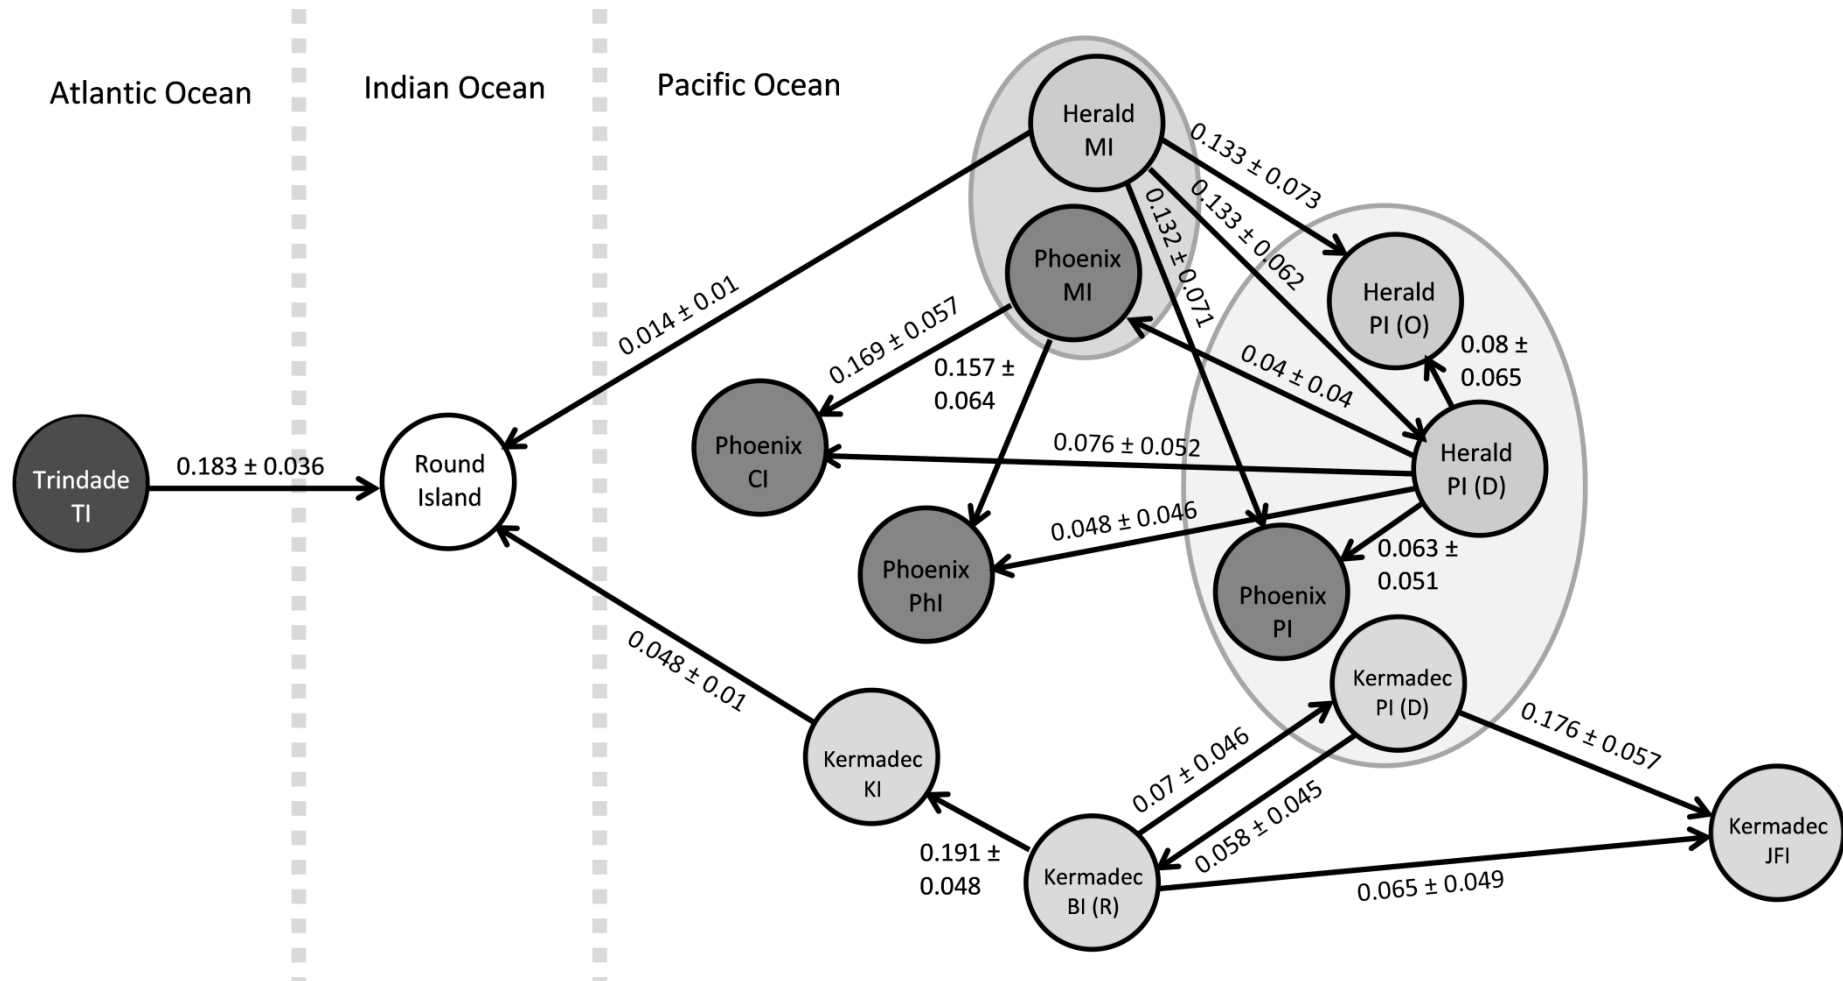 Atlantic Ocean
Indian Ocean
Pacific Ocean
Herald
MI
0.133 ± 0.073
0.133 ± 0.062
0.132 ± 0.071
0.014 ± 0.01
Phoenix
MI
Herald
PI (O)
0.169 ± 0.057
0.157 ±
0.064
0.04 ± 0.04
0.08 ±
0.065
Trindade
TI
0.183 ± 0.036
Round
Island
Phoenix
CI
0.076 ± 0.052
Herald
PI (D)
0.048 ± 0.046
0.063 ±
0.051
Phoenix
PhI
Phoenix
PI
0.048 ± 0.01
Kermadec
PI (D)
Kermadec
KI
0.07 ± 0.046
0.058 ± 0.045
0.176 ± 0.057
0.191 ±
0.048
Kermadec
BI (R)
0.065 ± 0.049
Kermadec
JFI